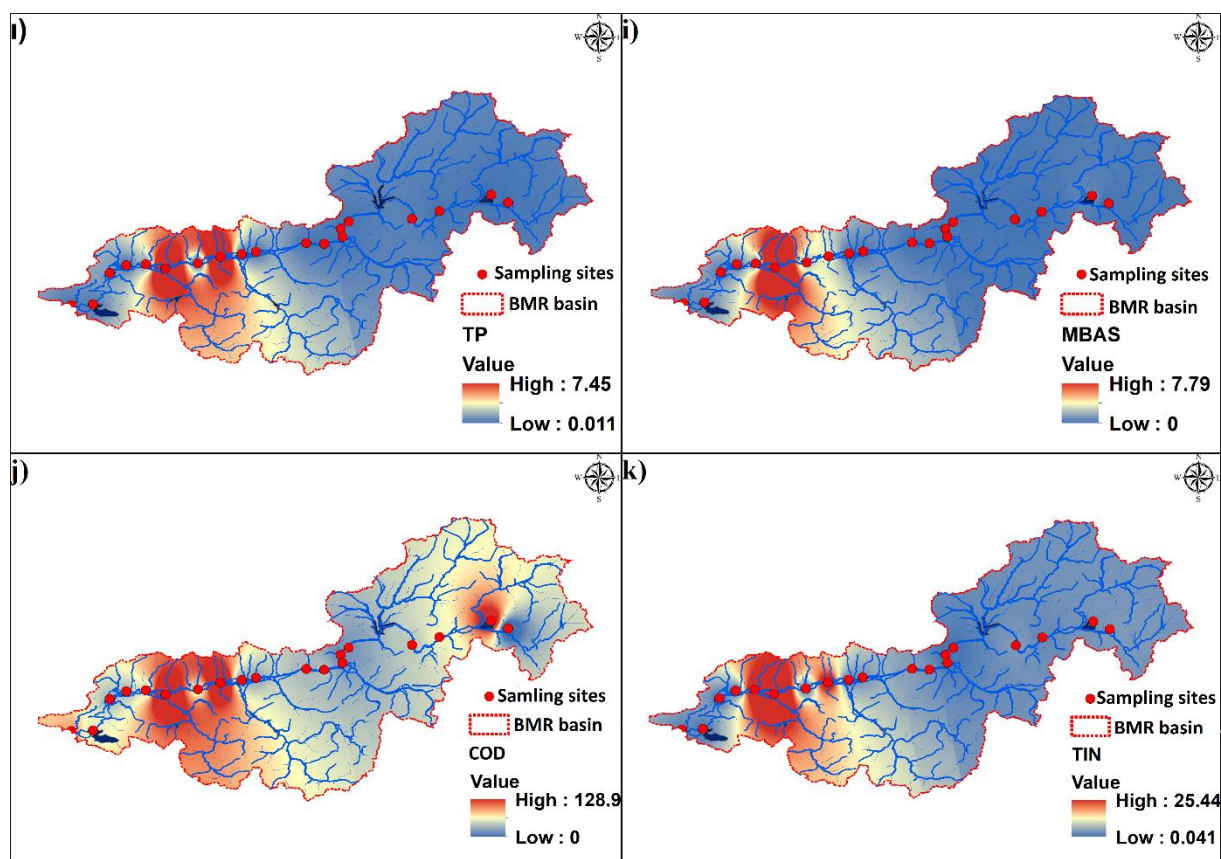 ı)
N
W
S
Sampling sites
BMR basin
TP
Value
High : 7.45
Low : 0.011
i)
N
W
S
Sampling sites
BMR basin
MBAS
Value
High : 7.79
Low : 0
j)
N
W
S
Samling sites
BMR basin
COD
Value
High : 128.9
Low : 0
k)
N
W
S
Sampling sites
BMR basin
TIN
Value
High : 25.44
Low : 0.041